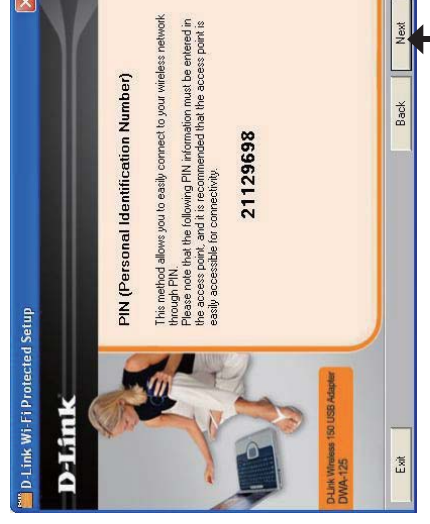 D-Link Wi-Fi Protected Setup
D-Link
PIN (Personal Identification Number)
This method allows you to easily connect to your wireless network
through PIN.
Please note that the following PIN information must be entered in
the access point, and it is recommended that the access point is
easily accessible for connectivity.
21129698
D-Link Wireless 150 USB Adapter
DWA-125
Exit
Back
Next